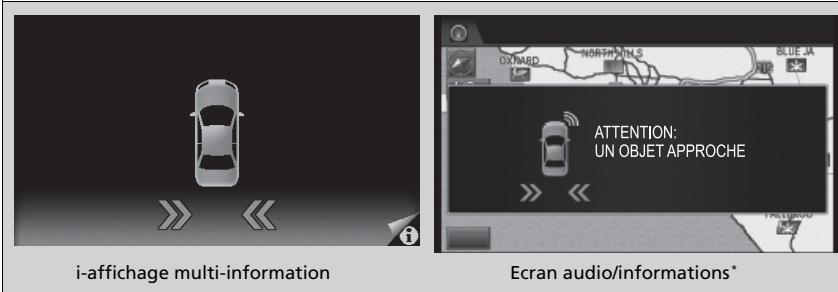 OXNARD
NORTH HILLS
BLUE JA
ATTENTION:
UN OBJET APPROCHE
i-affichage multi-information
Ecran audio/informations*